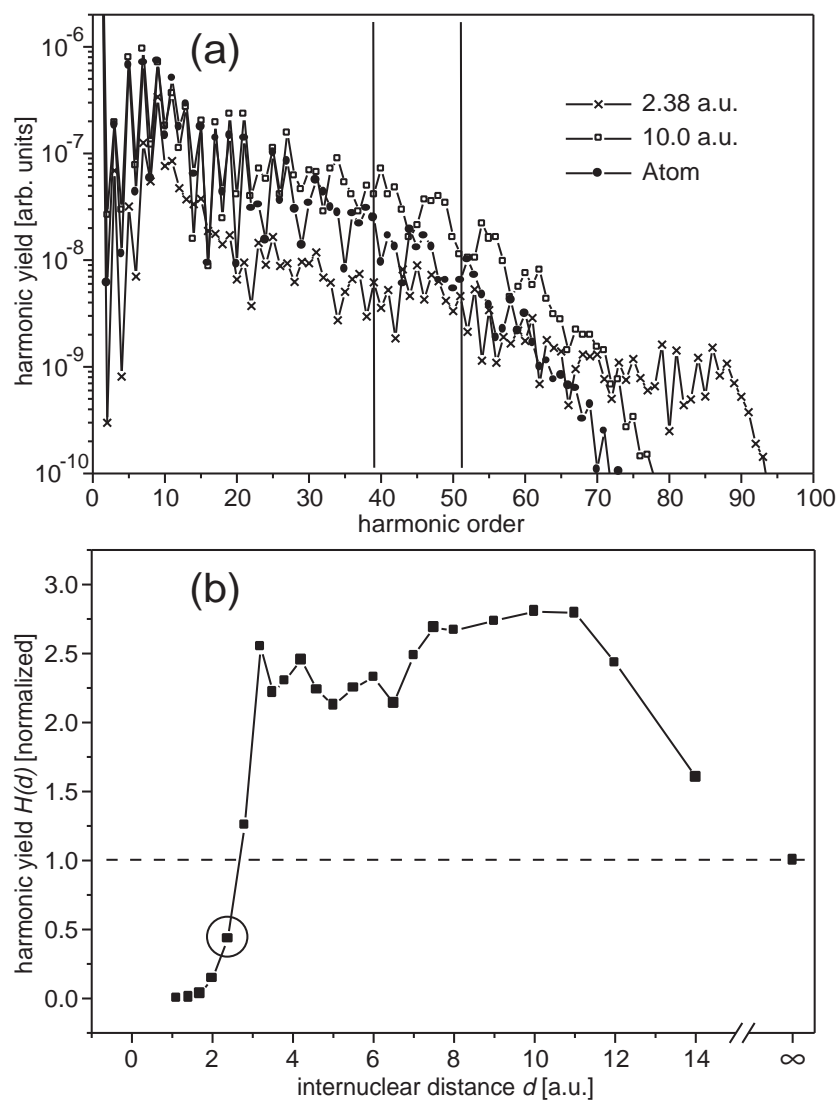 (a)
10^-6
10^-7
10^-8
10^-9
10^-10
harmonic yield [arb. units]
2.38 a.u.
10.0 a.u.
Atom
0 10 20 30 40 50 60 70 80 90 100
harmonic order
(b)
3.0
2.5
2.0
1.5
1.0
0.5
0.0
harmonic yield H(d) [normalized]
0 2 4 6 8 10 12 14 ∞
internuclear distance d [a.u.]